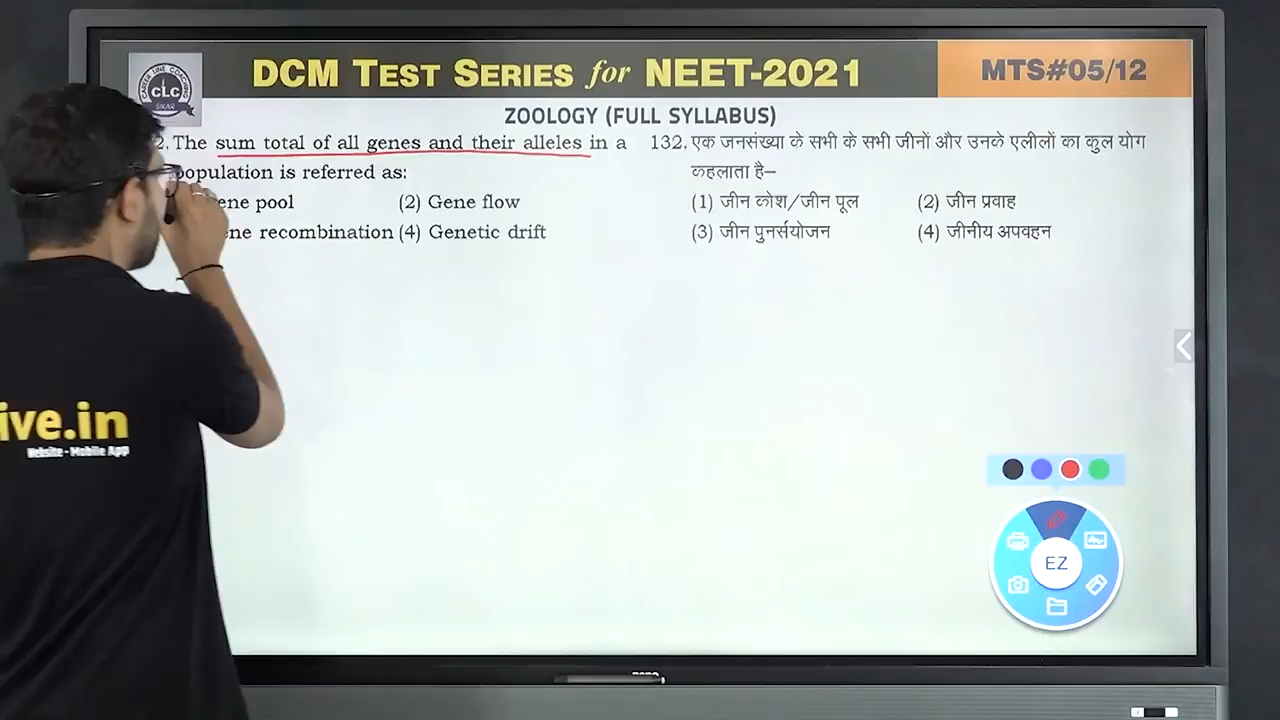 DCM TEST SERIES for NEET-2021
MTS#05/12
CLC
SIKAR
ZOOLOGY (FULL SYLLABUS)
The sum total of all genes and their alleles in a
population is referred as:
ene pool (2) Gene flow
ne recombination (4) Genetic drift
132. एक जनसंख्या के सभी के सभी जीनों और उनके एलीलों का कुल योग
कहलाता है–
(1) जीन कोश/जीन पूल (2) जीन प्रवाह
(3) जीन पुनर्सयोजन (4) जीनीय अपवहन
ive.in
Website - Mobile App
EZ